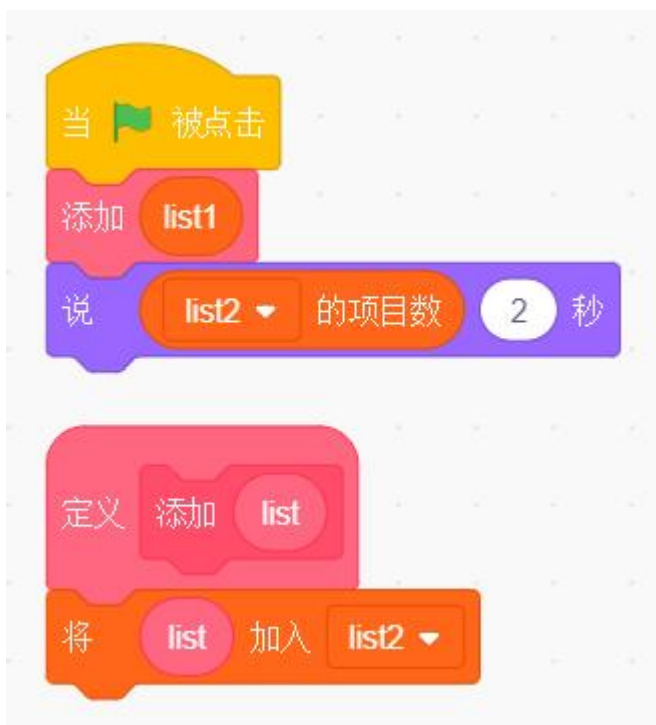 当 被点击
添加 list1
说 list2 的项目数 2 秒
定义 添加 list
将 list 加入 list2